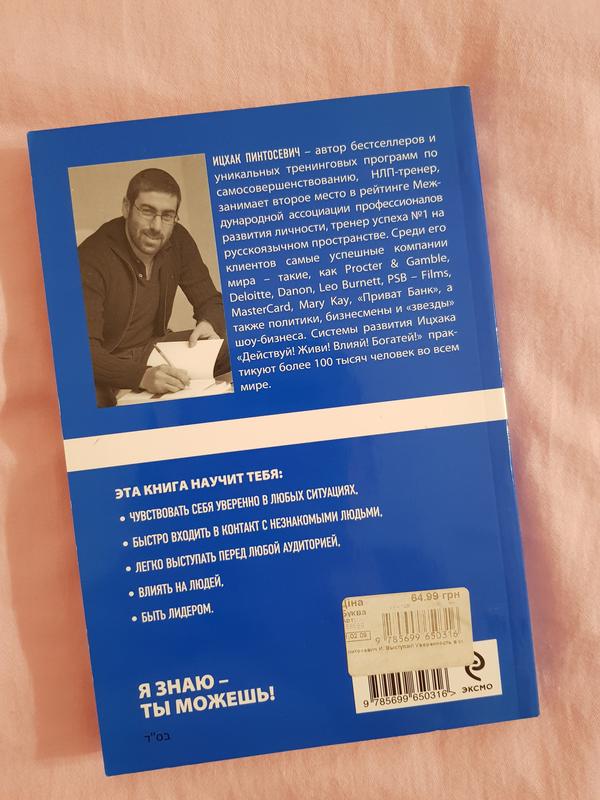 ИЦХАК ПИНТОСЕВИЧ – автор бестселлеров и
уникальных тренинговых программ по
самосовершенствованию, НЛП-тренер,
занимает второе место в рейтинге Меж-
дународной ассоциации профессионалов
развития личности, тренер успеха №1 на
русскоязычном пространстве. Среди его
клиентов самые успешные компании
мира – такие, как Procter & Gamble,
Deloitte, Danon, Leo Burnett, PSB – Films,
MasterCard, Mary Kay, «Приват Банк», а
также политики, бизнесмены и «звезды»
шоу-бизнеса. Системы развития Ицхака
«Действуй! Живи! Влияй! Богатей!» прак-
тикуют более 100 тысяч человек во всем
мире.
ЭТА КНИГА НАУЧИТ ТЕБЯ:
• ЧУВСТВОВАТЬ СЕБЯ УВЕРЕННО В ЛЮБЫХ СИТУАЦИЯХ,
• БЫСТРО ВХОДИТЬ В КОНТАКТ С НЕЗНАКОМЫМИ ЛЮДЬМИ,
• ЛЕГКО ВЫСТУПАТЬ ПЕРЕД ЛЮБОЙ АУДИТОРИЕЙ,
• ВЛИЯТЬ НА ЛЮДЕЙ,
• БЫТЬ ЛИДЕРОМ.
Ціна 64.99 грн
Буква
9 785699 650316
Пинтосевич И. Выступай Уверенность в
Я ЗНАЮ –
ТЫ МОЖЕШЬ!
בס"ד
9 785699 650316>
ЭКСМО